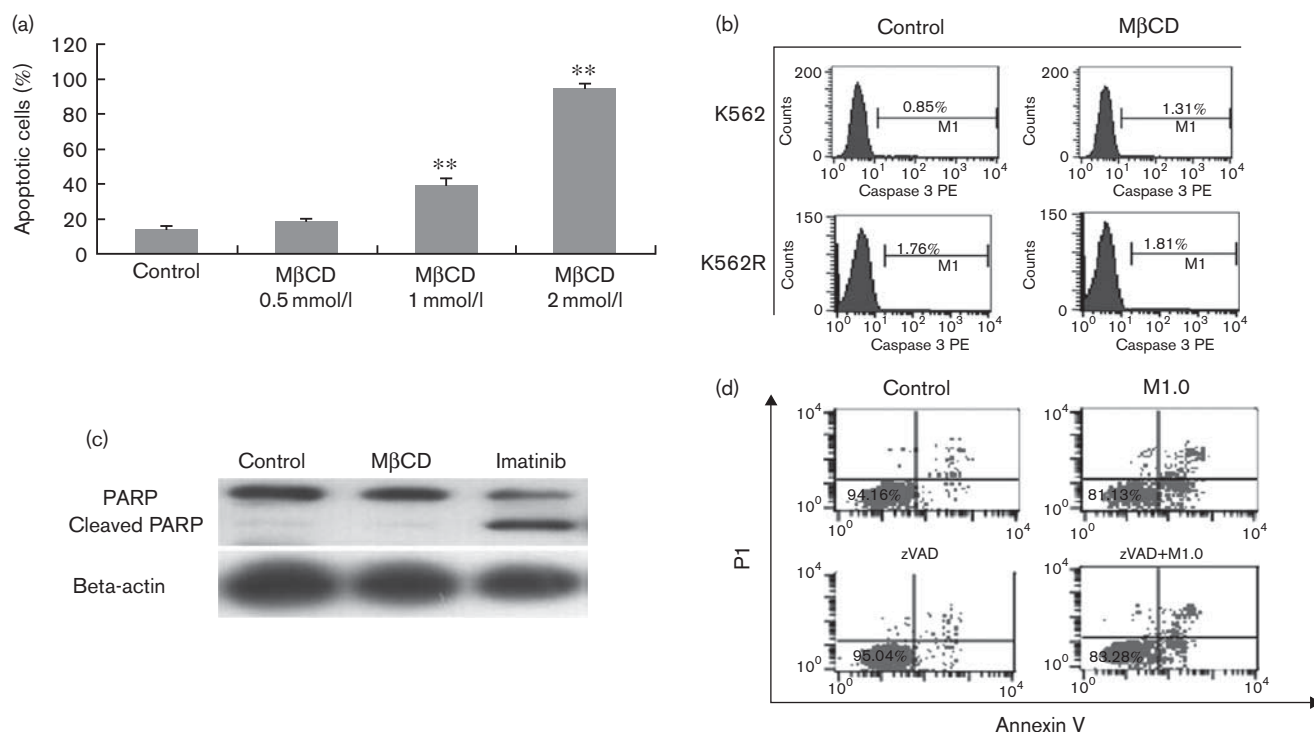 (a)
120
100
80
60
40
20
0
Apoptotic cells (%)
**
**
Control
MβCD
0.5 mmol/l
MβCD
1 mmol/l
MβCD
2 mmol/l
(b)
Control
MβCD
K562
200
0
Counts
0.85%
M1
10⁰ 10¹ 10² 10³ 10⁴
Caspase 3 PE
200
0
Counts
1.31%
M1
10⁰ 10¹ 10² 10³ 10⁴
Caspase 3 PE
K562R
150
0
Counts
1.76%
M1
10⁰ 10¹ 10² 10³ 10⁴
Caspase 3 PE
150
0
Counts
1.81%
M1
10⁰ 10¹ 10² 10³ 10⁴
Caspase 3 PE
(c)
Control MβCD Imatinib
PARP
Cleaved PARP
Beta-actin
(d)
Control
10⁴
10⁰
94.16%
10⁰ 10⁴
M1.0
10⁴
10⁰
81.13%
10⁰ 10⁴
zVAD
10⁴
10⁰
95.04%
10⁰ 10⁴
zVAD+M1.0
10⁴
10⁰
83.28%
10⁰ 10⁴
P1
Annexin V